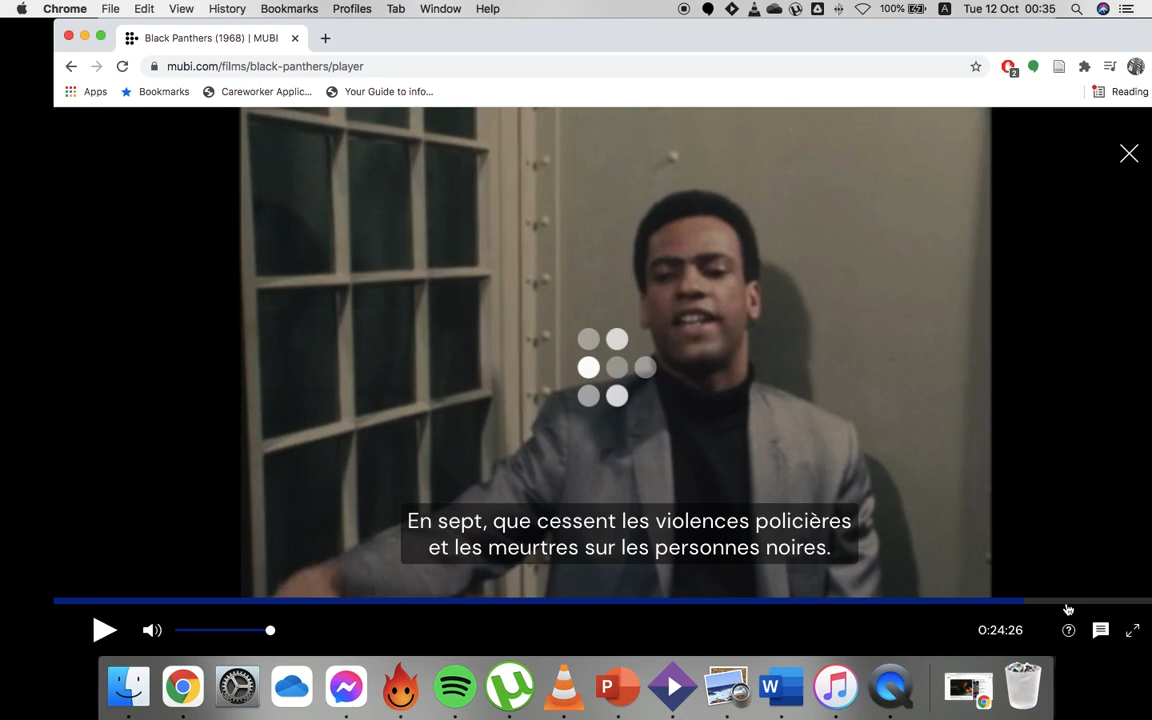 Chrome File Edit View History Bookmarks Profiles Tab Window Help 100% A Tue 12 Oct 00:35
Black Panthers (1968) | MUBI
mubi.com/films/black-panthers/player
2
Apps Bookmarks Careworker Applic... Your Guide to info... Reading
En sept, que cessent les violences policières
et les meurtres sur les personnes noires.
0:24:26
P W